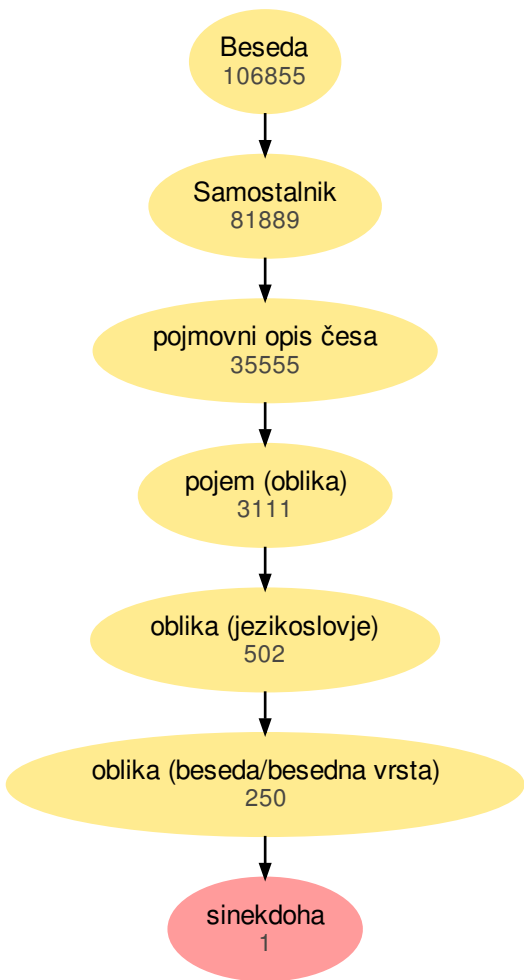 Beseda
106855
Samostalnik
81889
pojmovni opis česa
35555
pojem (oblika)
3111
oblika (jezikoslovje)
502
oblika (beseda/besedna vrsta)
250
sinekdoha
1